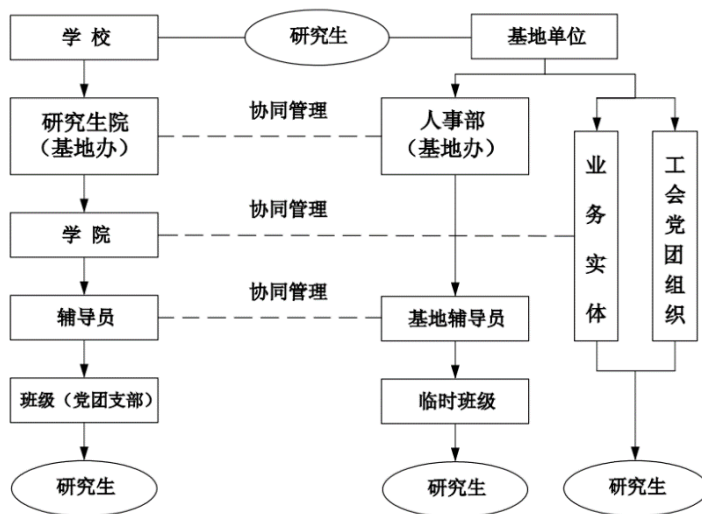 学校
研究生
基地单位
研究生院
（基地办）
协同管理
人事部
（基地办）
业务实体
工会党团组织
学院
协同管理
辅导员
协同管理
基地辅导员
班级（党团支部）
临时班级
研究生
研究生
研究生